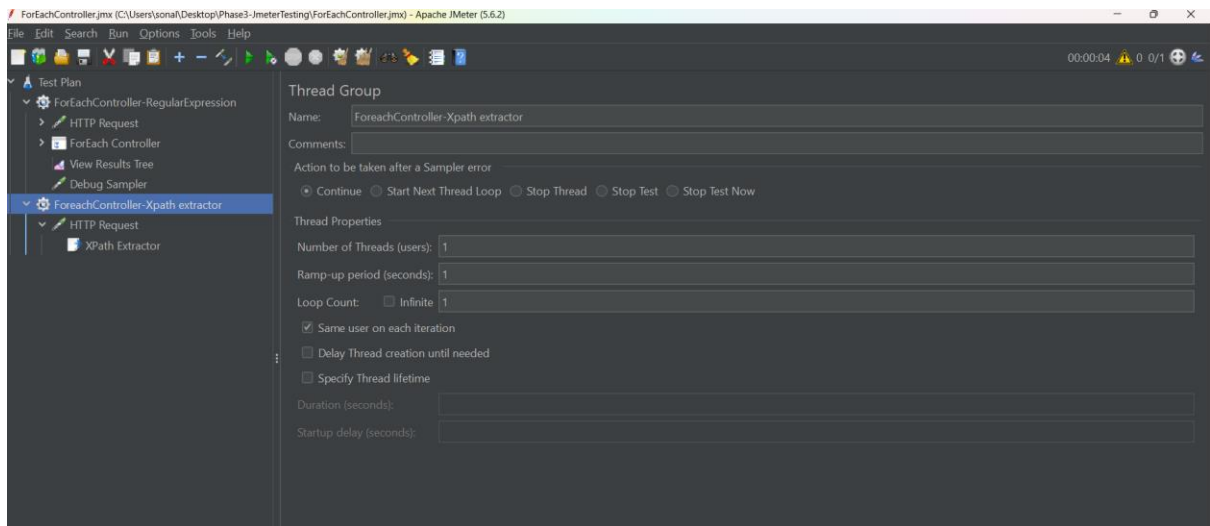 ForEachController.jmx (C:\Users\sonal\Desktop\Phase3-JmeterTesting\ForEachController.jmx) - Apache JMeter (5.6.2)
File Edit Search Run Options Tools Help
00:00:04 0 0/1
Test Plan
ForEachController-RegularExpression
HTTP Request
ForEach Controller
View Results Tree
Debug Sampler
ForeachController-Xpath extractor
HTTP Request
XPath Extractor
Thread Group
Name: ForeachController-Xpath extractor
Comments:
Action to be taken after a Sampler error
Continue Start Next Thread Loop Stop Thread Stop Test Stop Test Now
Thread Properties
Number of Threads (users): 1
Ramp-up period (seconds): 1
Loop Count: Infinite 1
Same user on each iteration
Delay Thread creation until needed
Specify Thread lifetime
Duration (seconds):
Startup delay (seconds):